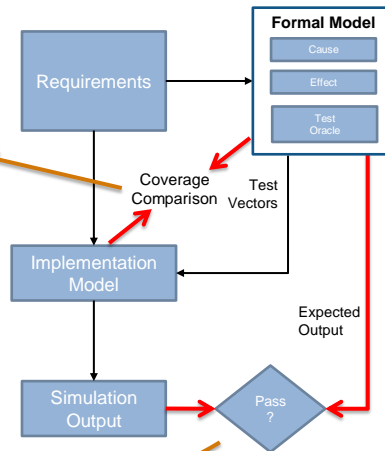 Formal Model
Cause
Effect
Test
Oracle
Requirements
Coverage
Comparison
Test
Vectors
Implementation
Model
Expected
Output
Simulation
Output
Pass
?